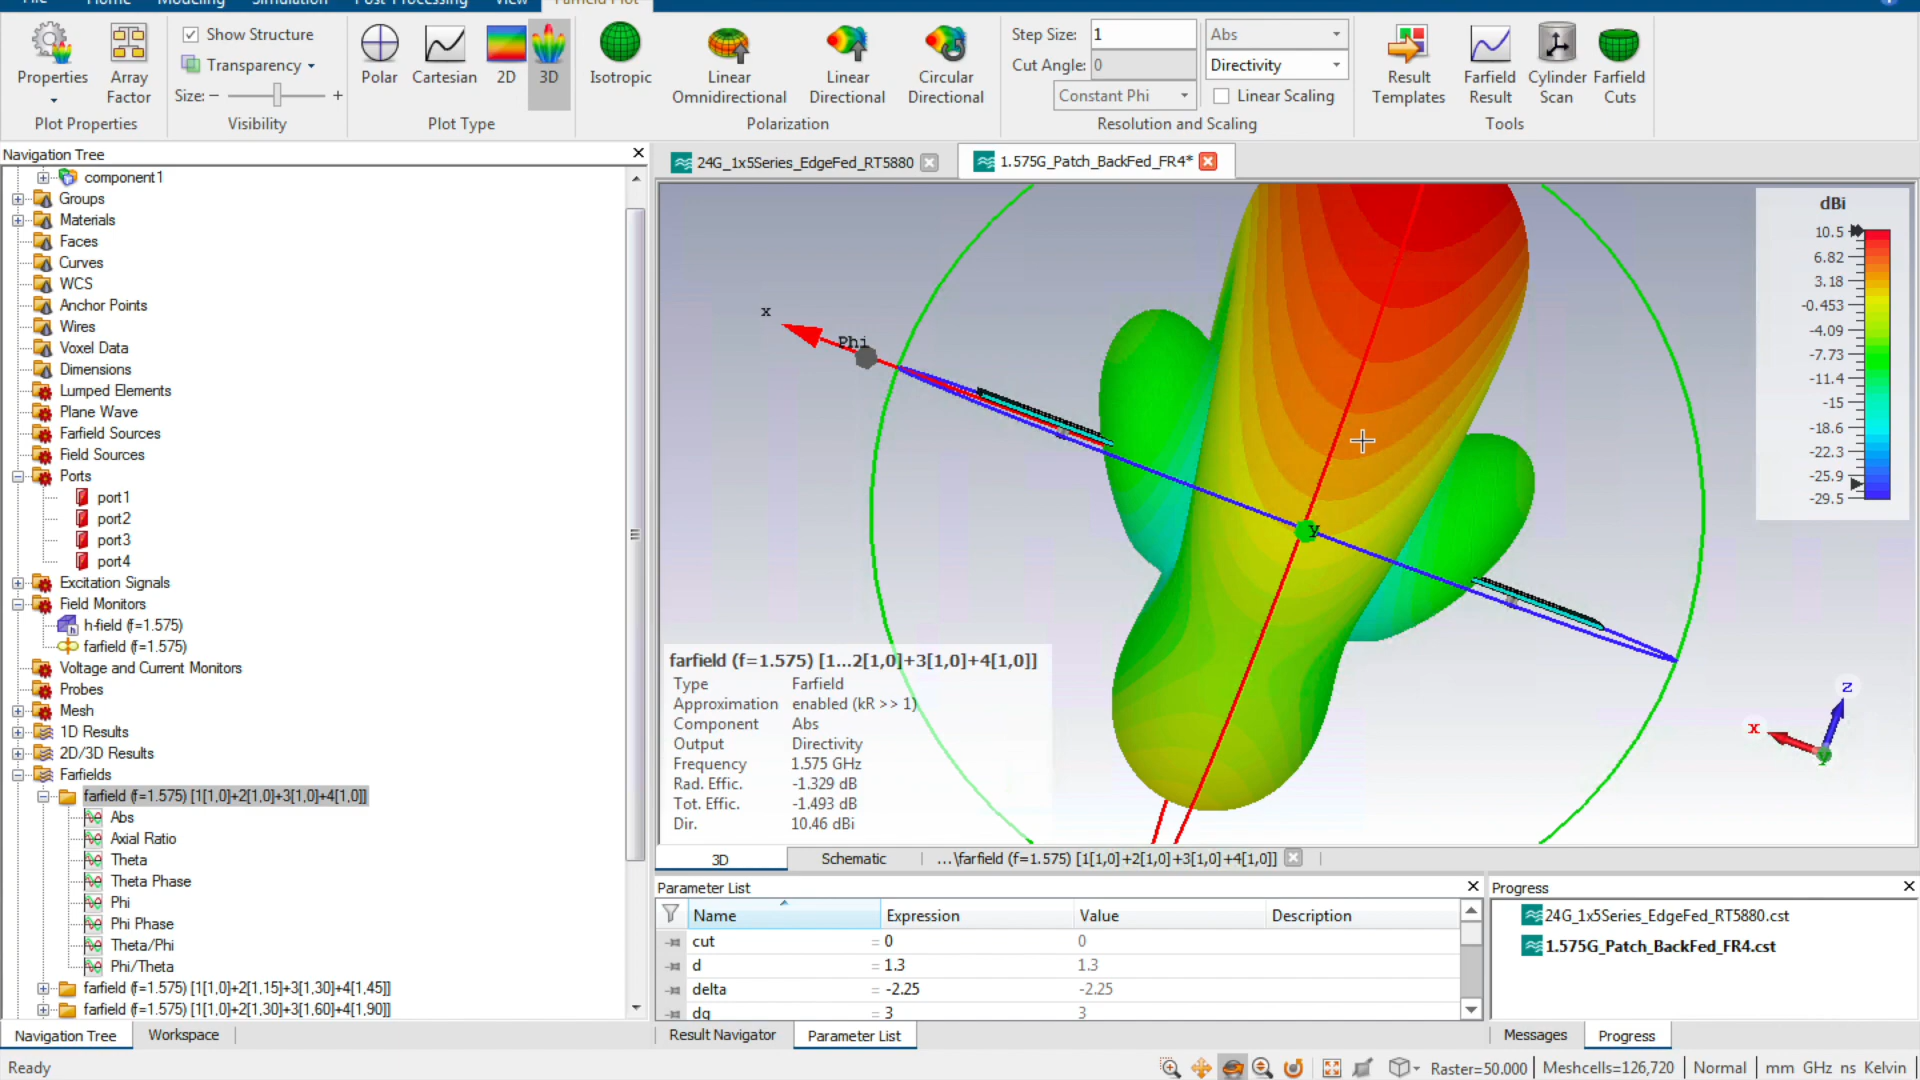 File Home Modeling Simulation Post-Processing View Farfield Plot
Properties
Array Factor
Plot Properties
Show Structure
Transparency
Size: − +
Visibility
Polar
Cartesian
2D
3D
Plot Type
Isotropic
Linear Omnidirectional
Linear Directional
Circular Directional
Polarization
Step Size: 1
Cut Angle: 0
Constant Phi
Abs
Directivity
Linear Scaling
Resolution and Scaling
Result Templates
Farfield Result
Cylinder Scan
Farfield Cuts
Tools
Navigation Tree
component1
Groups
Materials
Faces
Curves
WCS
Anchor Points
Wires
Voxel Data
Dimensions
Lumped Elements
Plane Wave
Farfield Sources
Field Sources
Ports
port1
port2
port3
port4
Excitation Signals
Field Monitors
h-field (f=1.575)
farfield (f=1.575)
Voltage and Current Monitors
Probes
Mesh
1D Results
2D/3D Results
Farfields
farfield (f=1.575) [1[1,0]+2[1,0]+3[1,0]+4[1,0]]
Abs
Axial Ratio
Theta
Theta Phase
Phi
Phi Phase
Theta/Phi
Phi/Theta
farfield (f=1.575) [1[1,0]+2[1,15]+3[1,30]+4[1,45]]
farfield (f=1.575) [1[1,0]+2[1,30]+3[1,60]+4[1,90]]
Navigation Tree Workspace
24G_1x5Series_EdgeFed_RT5880
1.575G_Patch_BackFed_FR4*
x
Phi
y
dBi
10.5
6.82
3.18
-0.453
-4.09
-7.73
-11.4
-15
-18.6
-22.3
-25.9
-29.5
z
x
y
farfield (f=1.575) [1...2[1,0]+3[1,0]+4[1,0]]
Type Farfield
Approximation enabled (kR >> 1)
Component Abs
Output Directivity
Frequency 1.575 GHz
Rad. Effic. -1.329 dB
Tot. Effic. -1.493 dB
Dir. 10.46 dBi
3D
Schematic
...\farfield (f=1.575) [1[1,0]+2[1,0]+3[1,0]+4[1,0]]
Parameter List
Name Expression Value Description
cut = 0 0
d = 1.3 1.3
delta = -2.25 -2.25
dg = 3 3
Result Navigator Parameter List
Progress
24G_1x5Series_EdgeFed_RT5880.cst
1.575G_Patch_BackFed_FR4.cst
Messages Progress
Ready
Raster=50.000 Meshcells=126,720 Normal mm GHz ns Kelvin